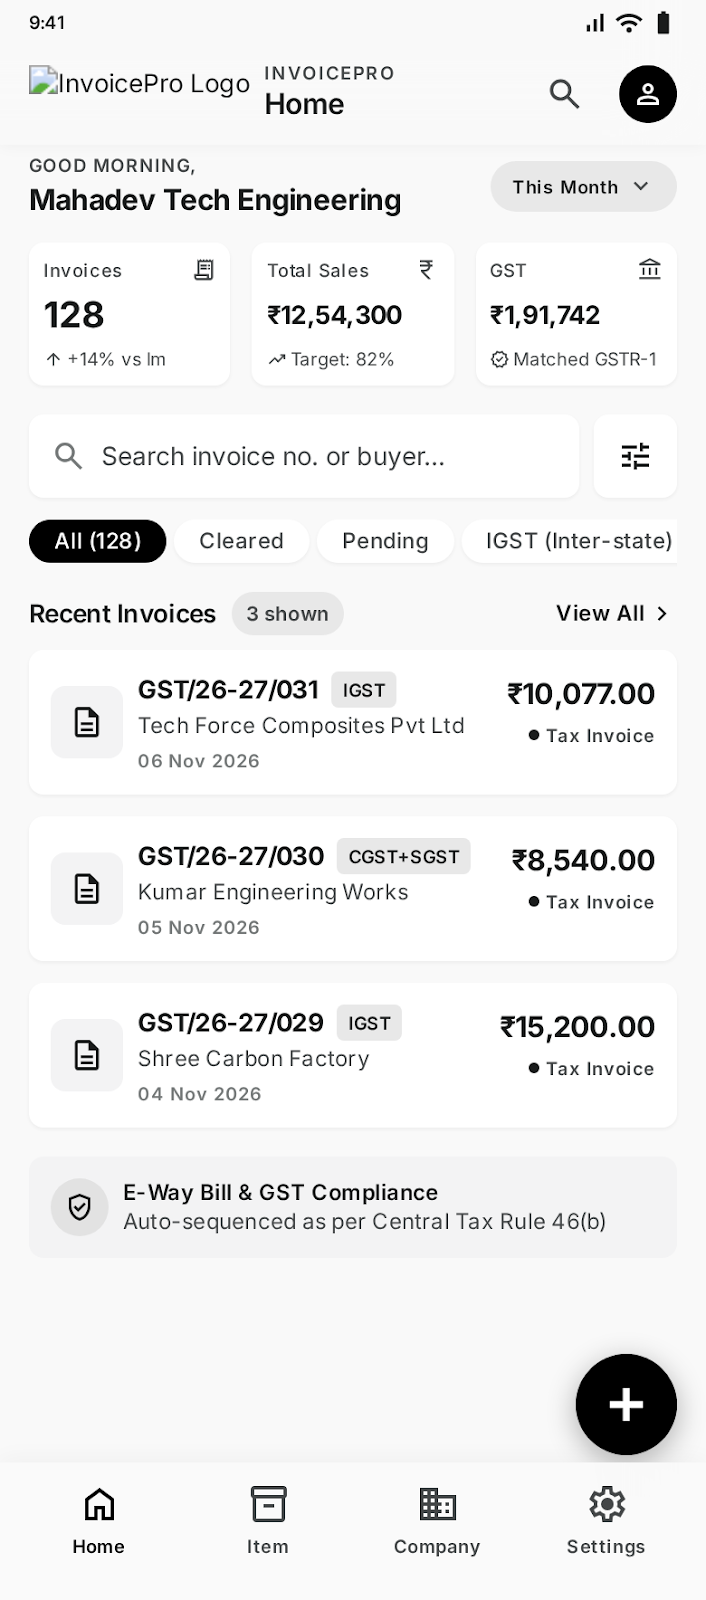 9:41
InvoicePro Logo
INVOICEPRO
Home
GOOD MORNING,
Mahadev Tech Engineering
This Month
Invoices
128
+14% vs lm
Total Sales
₹12,54,300
Target: 82%
GST
₹1,91,742
Matched GSTR-1
Search invoice no. or buyer...
All (128)
Cleared
Pending
IGST (Inter-state)
Recent Invoices
3 shown
View All
GST/26-27/031 IGST
₹10,077.00
Tech Force Composites Pvt Ltd
Tax Invoice
06 Nov 2026
GST/26-27/030 CGST+SGST
₹8,540.00
Kumar Engineering Works
Tax Invoice
05 Nov 2026
GST/26-27/029 IGST
₹15,200.00
Shree Carbon Factory
Tax Invoice
04 Nov 2026
E-Way Bill & GST Compliance
Auto-sequenced as per Central Tax Rule 46(b)
Home
Item
Company
Settings